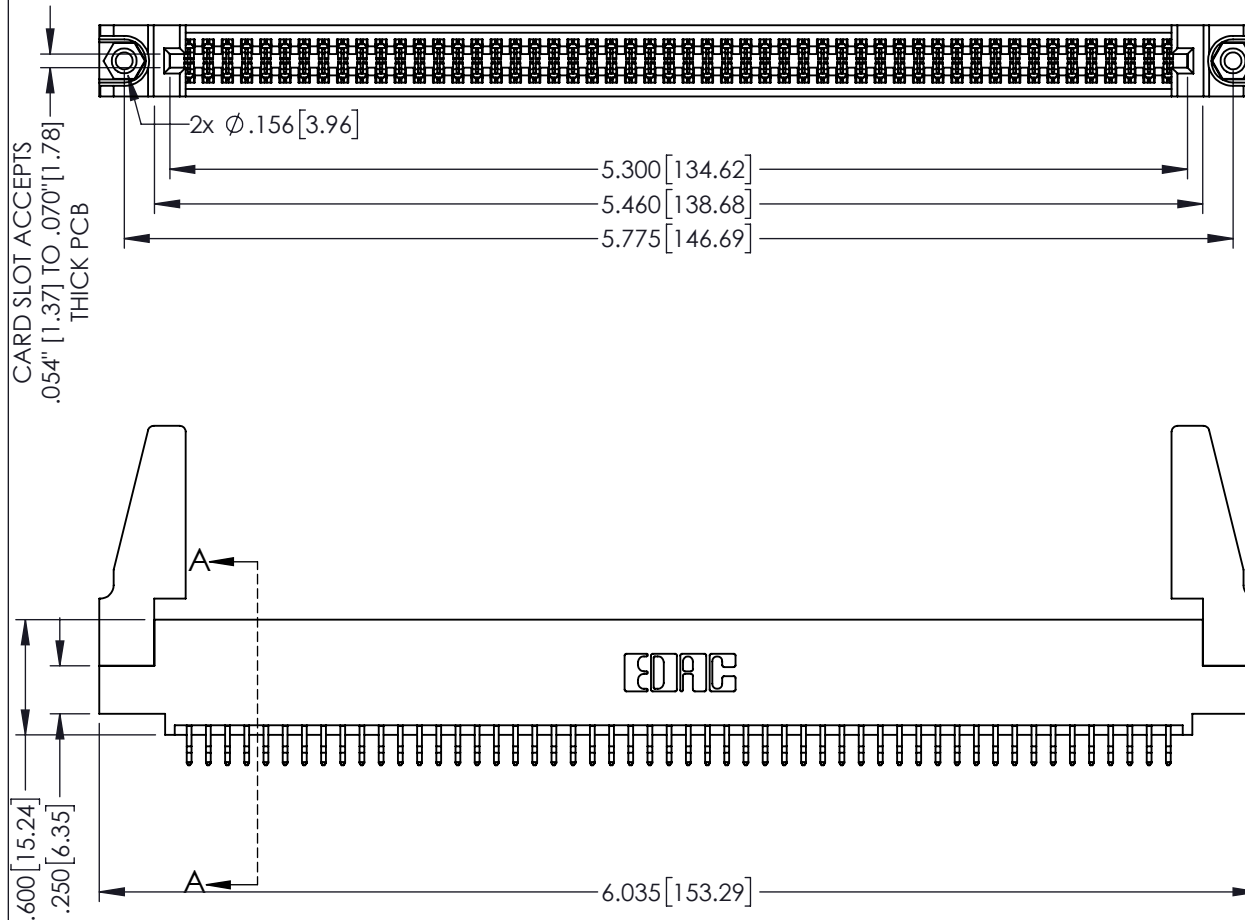 2x Ø.156[3.96]
5.300[134.62]
5.460[138.68]
5.775[146.69]
CARD SLOT ACCEPTS
.054" [1.37] TO .070"[1.78]
THICK PCB
A
EDAC
.600[15.24]
.250[6.35]
A
6.035[153.29]